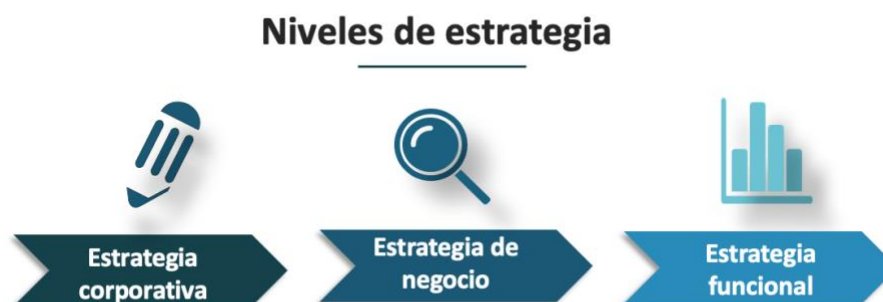 Niveles de estrategia
Estrategia
corporativa
Estrategia de
negocio
Estrategia
funcional